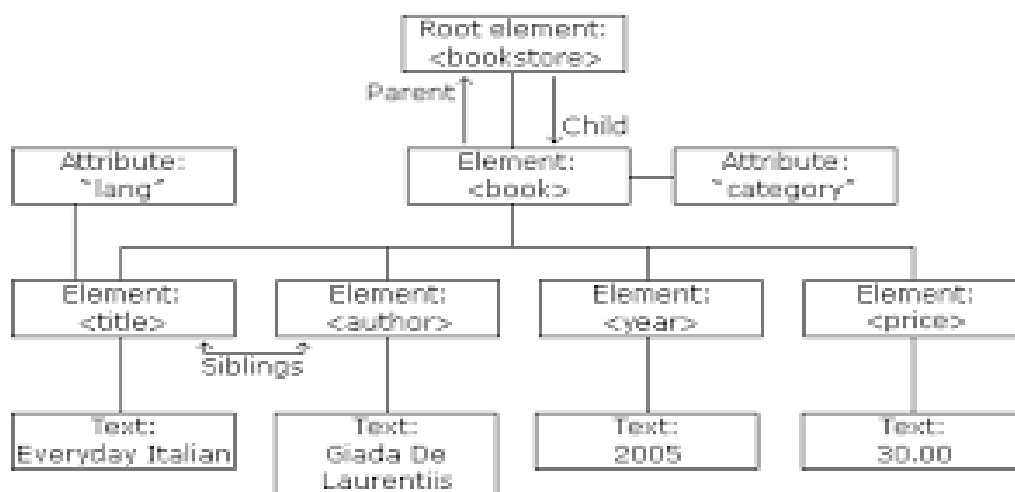 Root element:
<bookstore>
Parent
Child
Attribute:
"lang"
Element:
<book>
Attribute:
"category"
Element:
<title>
Element:
<author>
Element:
<year>
Element:
<price>
Siblings
Text:
Everyday Italian
Text:
Giada De
Laurentiis
Text:
2005
Text:
30.00